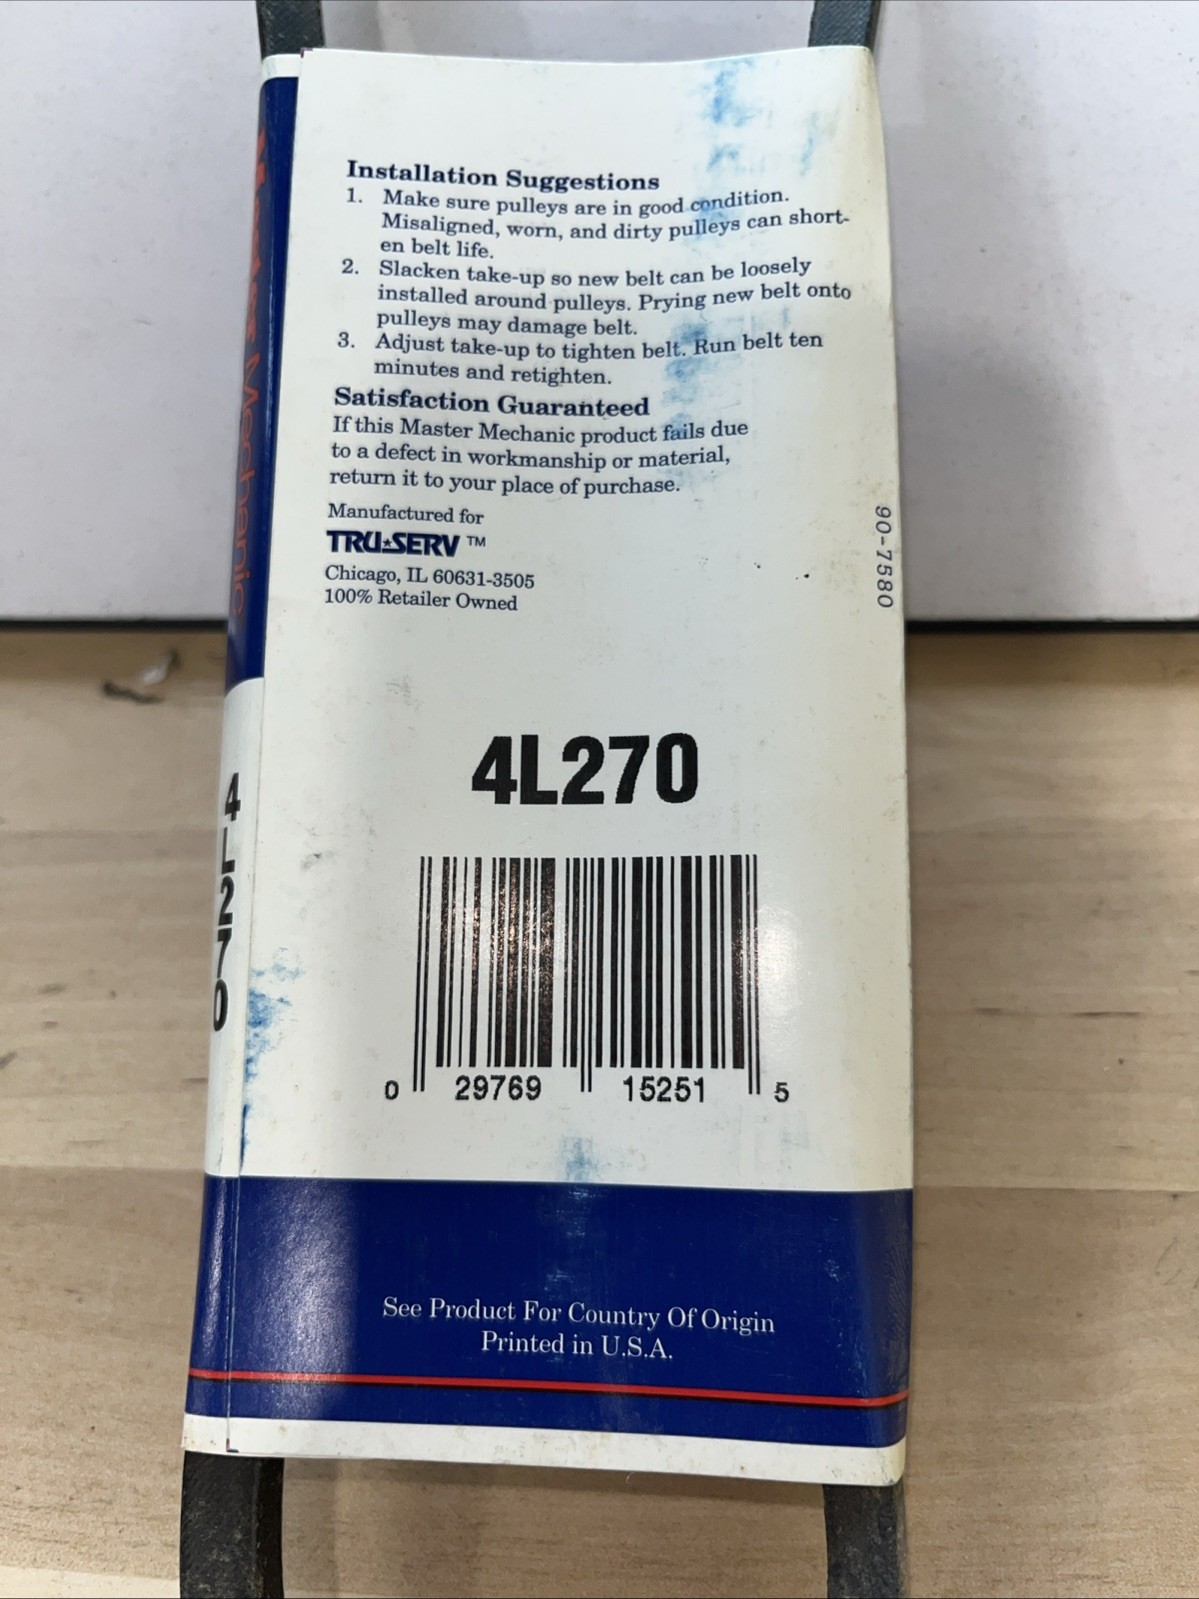 Installation Suggestions
1. Make sure pulleys are in good condition.
Misaligned, worn, and dirty pulleys can short-
en belt life.
2. Slacken take-up so new belt can be loosely
installed around pulleys. Prying new belt onto
pulleys may damage belt.
3. Adjust take-up to tighten belt. Run belt ten
minutes and retighten.
Satisfaction Guaranteed
If this Master Mechanic product fails due
to a defect in workmanship or material,
return it to your place of purchase.
Manufactured for
TRU★SERV ™
Chicago, IL 60631-3505
100% Retailer Owned
90-7580
Master Mechanic
4L270
4L270
0 29769 15251 5
See Product For Country Of Origin
Printed in U.S.A.